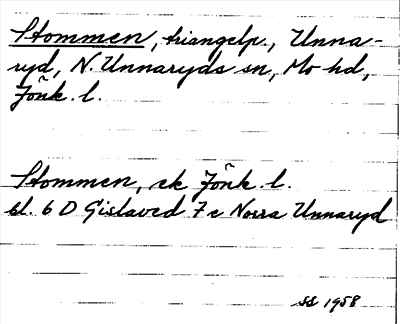 Stommen, triangelp., Unna-
ryd, N. Unnaryds sn, Mo hd,
Jönk. l.
Stommen, ek Jönk. l.
bl. 6 D Gislaved 7 c Norra Unnaryd
SS 1958